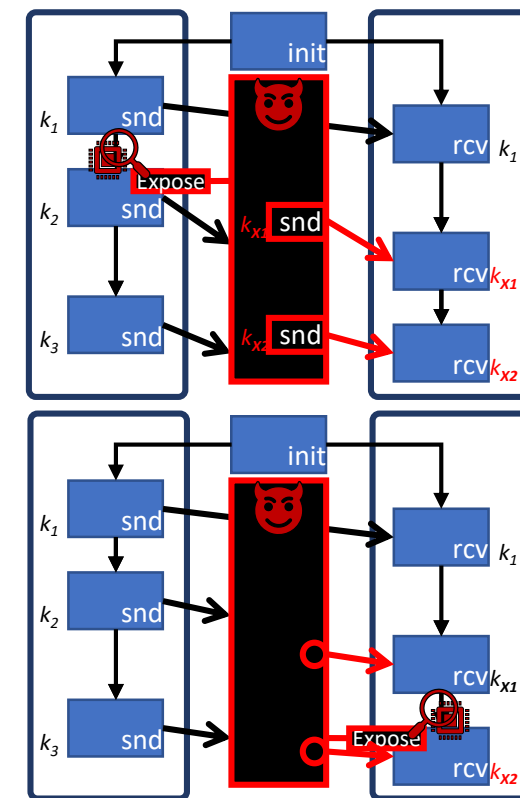 init
snd
k1
rcv k1
Expose
k2
snd
kX1 snd
rcv kX1
k3
snd
kX2 snd
rcv kX2
init
k1
snd
rcv k1
k2
snd
rcv kX1
k3
snd
Expose
rcv kX2